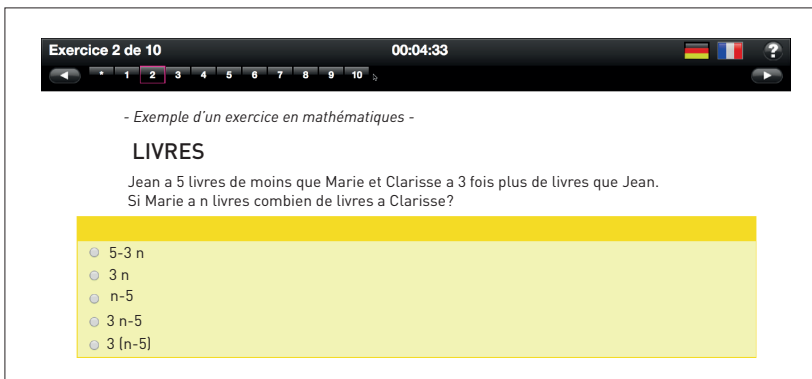 Exercice 2 de 10 00:04:33 ?
* 1 2 3 4 5 6 7 8 9 10
- Exemple d'un exercice en mathématiques -
LIVRES
Jean a 5 livres de moins que Marie et Clarisse a 3 fois plus de livres que Jean.
Si Marie a n livres combien de livres a Clarisse?
5-3 n
3 n
n-5
3 n-5
3 (n-5)